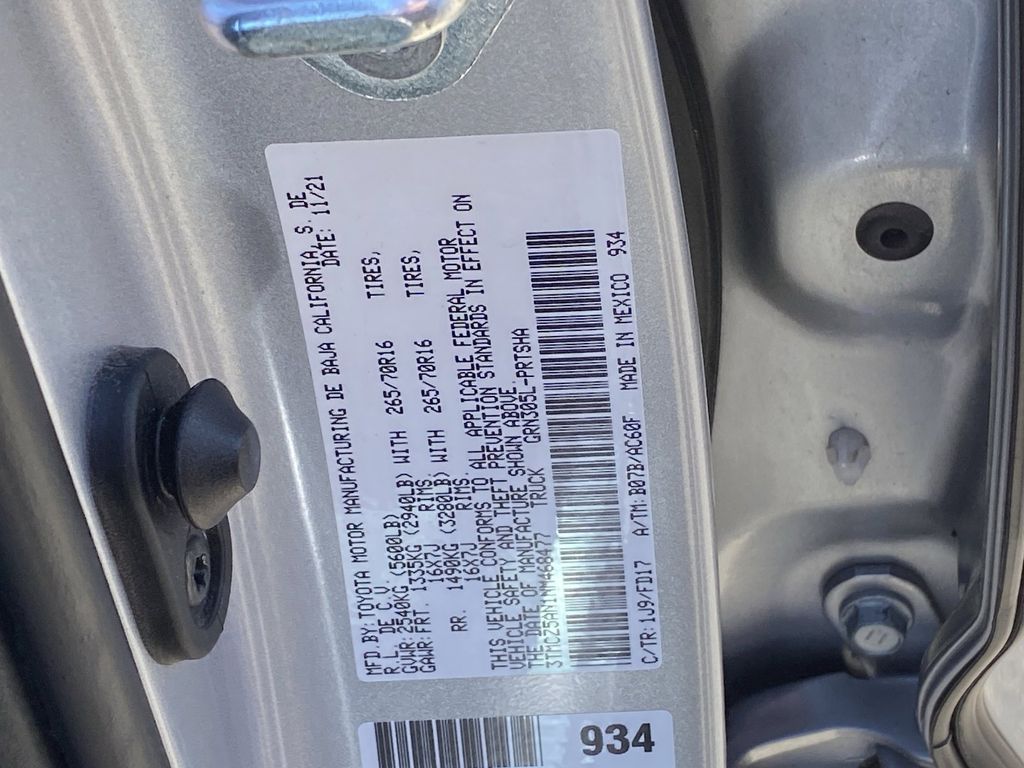 MFD.BY:TOYOTA MOTOR MANUFACTURING DE BAJA CALIFORNIA, S. DE
R.L.DE C.V. DATE: 11/21
GVWR:2540KG (5600LB)
GAWR:FRT. 1335KG (2940LB) WITH 265/70R16 TIRES,
16X7J RIMS
RR. 1490KG (3280LB) WITH 265/70R16 TIRES,
16X7J RIMS
THIS VEHICLE CONFORMS TO ALL APPLICABLE FEDERAL MOTOR
VEHICLE SAFETY AND THEFT PREVENTION STANDARDS IN EFFECT ON
THE DATE OF MANUFACTURE SHOWN ABOVE.
3TMCZ5AN1NM468477 TRUCK GRN305L-PRTSHA
C/TR:1J9/FD17 A/TM:B07B/AC60F MADE IN MEXICO 934
934